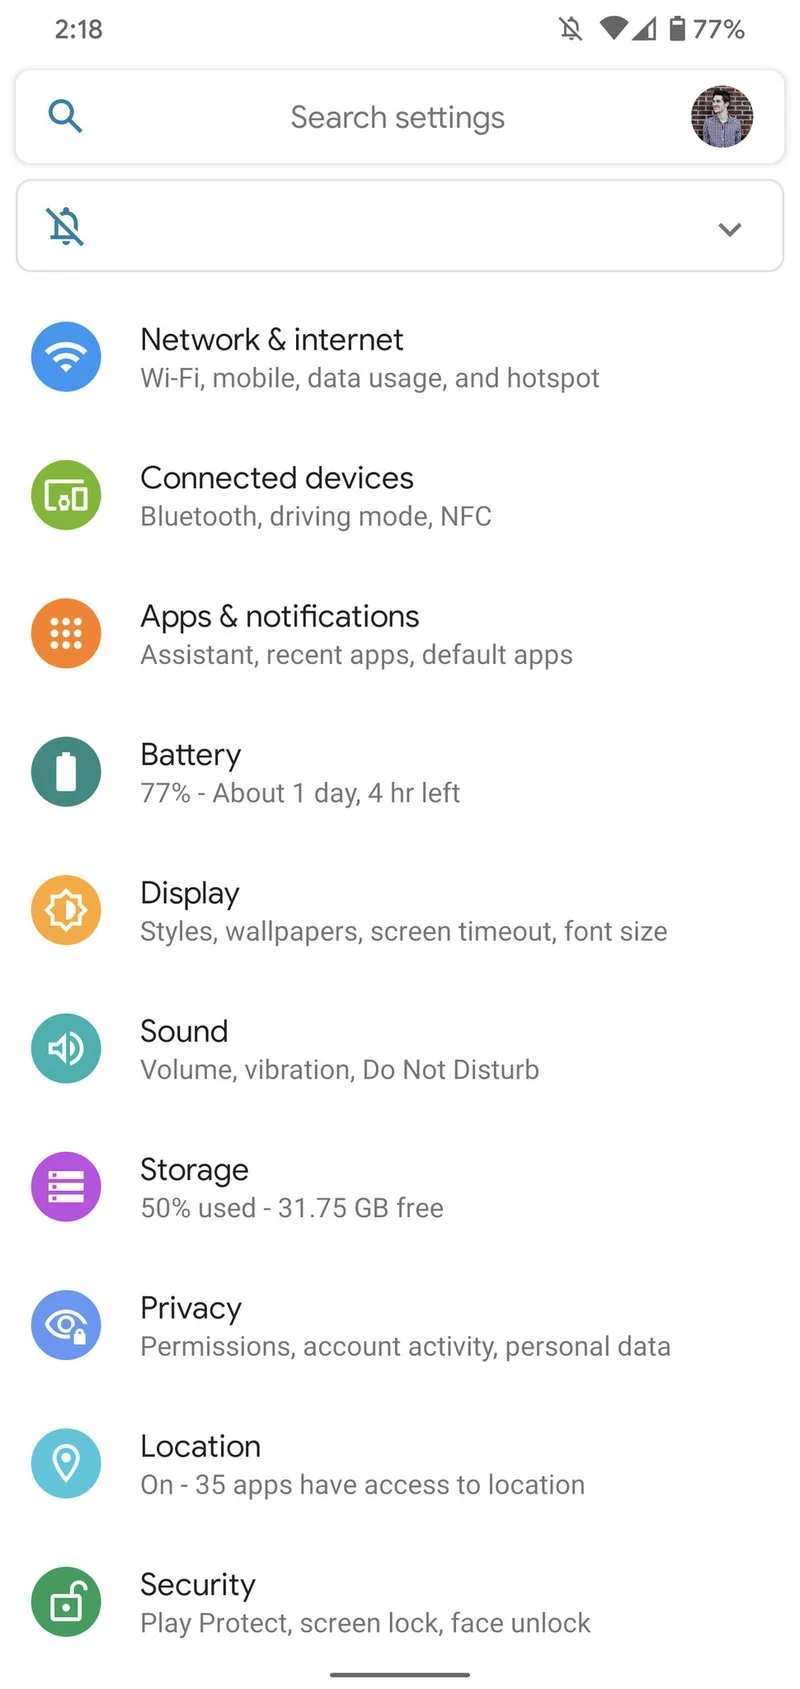 2:18
77%
Search settings
Network & internet
Wi-Fi, mobile, data usage, and hotspot
Connected devices
Bluetooth, driving mode, NFC
Apps & notifications
Assistant, recent apps, default apps
Battery
77% - About 1 day, 4 hr left
Display
Styles, wallpapers, screen timeout, font size
Sound
Volume, vibration, Do Not Disturb
Storage
50% used - 31.75 GB free
Privacy
Permissions, account activity, personal data
Location
On - 35 apps have access to location
Security
Play Protect, screen lock, face unlock